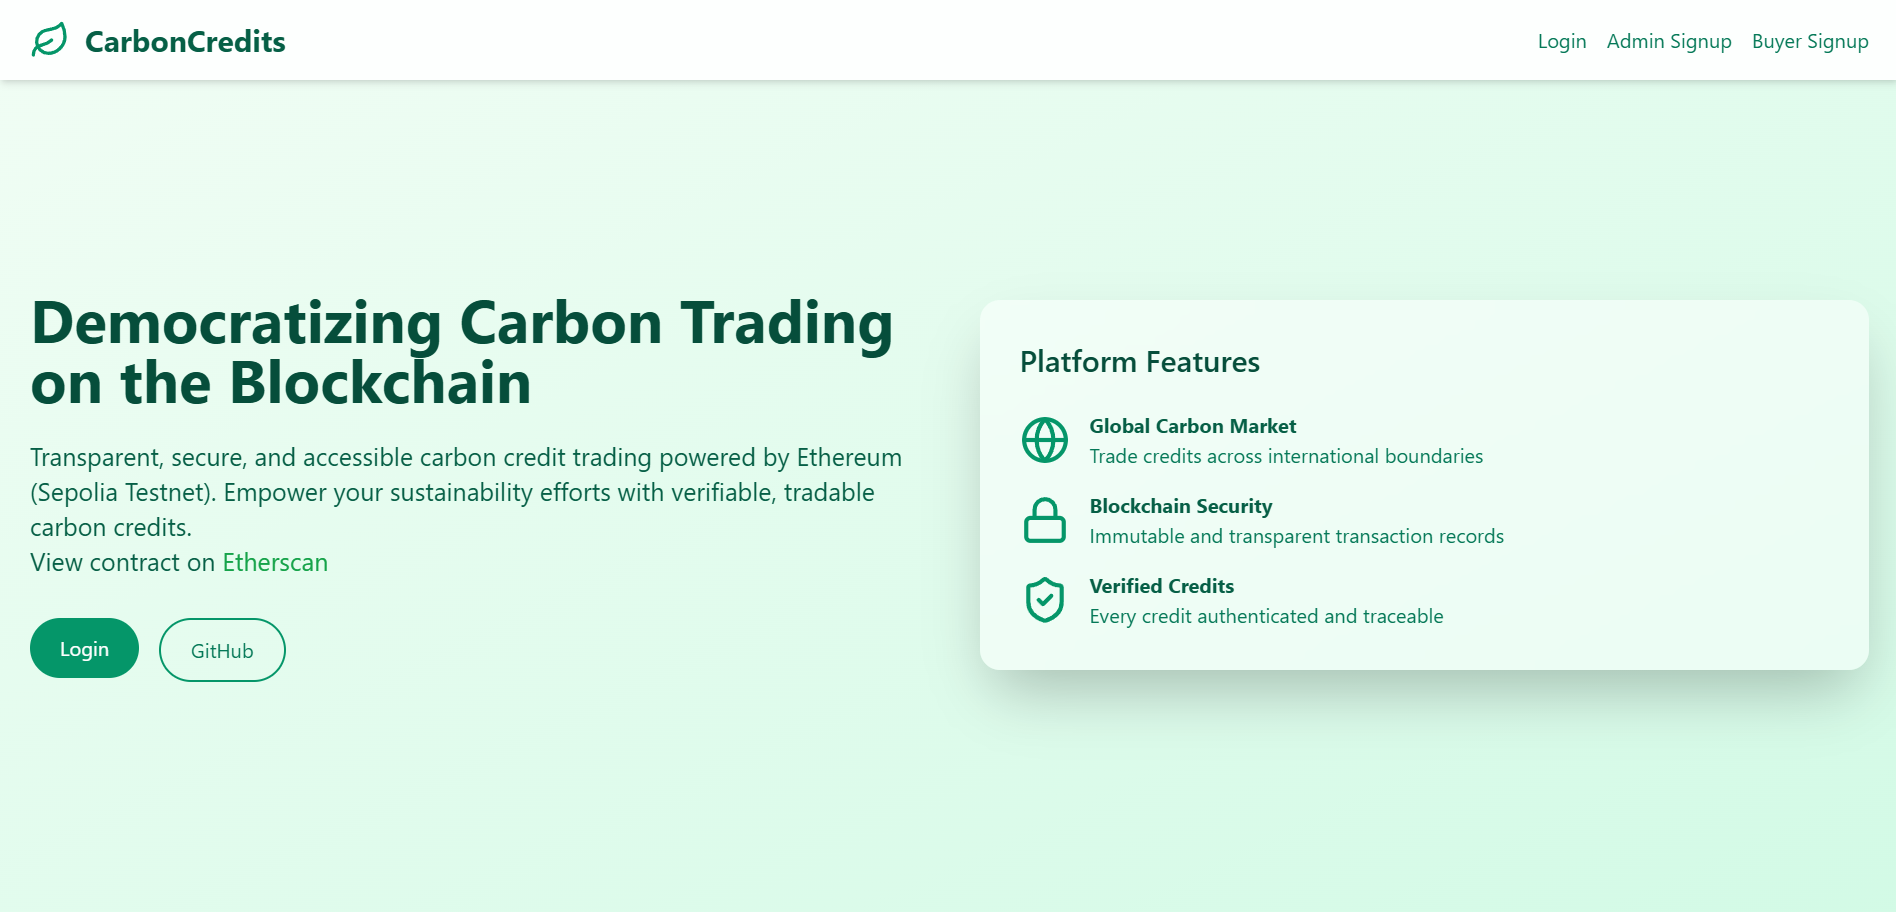 CarbonCredits
Login
Admin Signup
Buyer Signup
Democratizing Carbon Trading
on the Blockchain
Transparent, secure, and accessible carbon credit trading powered by Ethereum
(Sepolia Testnet). Empower your sustainability efforts with verifiable, tradable
carbon credits.
View contract on Etherscan
Login
GitHub
Platform Features
Global Carbon Market
Trade credits across international boundaries
Blockchain Security
Immutable and transparent transaction records
Verified Credits
Every credit authenticated and traceable